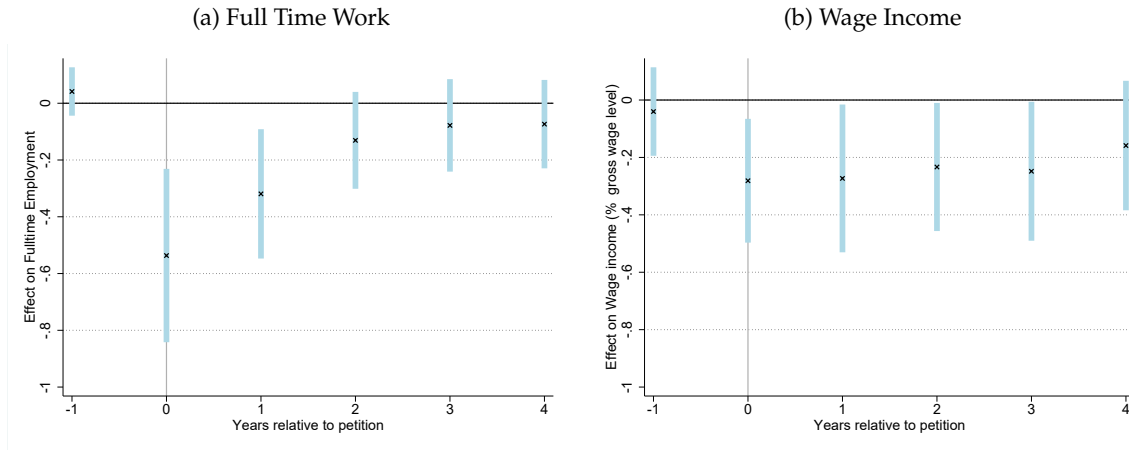 (a) Full Time Work
Effect on Fulltime Employment
0
-.2
-.4
-.6
-.8
-1
-1 0 1 2 3 4
Years relative to petition
(b) Wage Income
Effect on Wage income (% gross wage level)
0
-.2
-.4
-.6
-.8
-1
-1 0 1 2 3 4
Years relative to petition